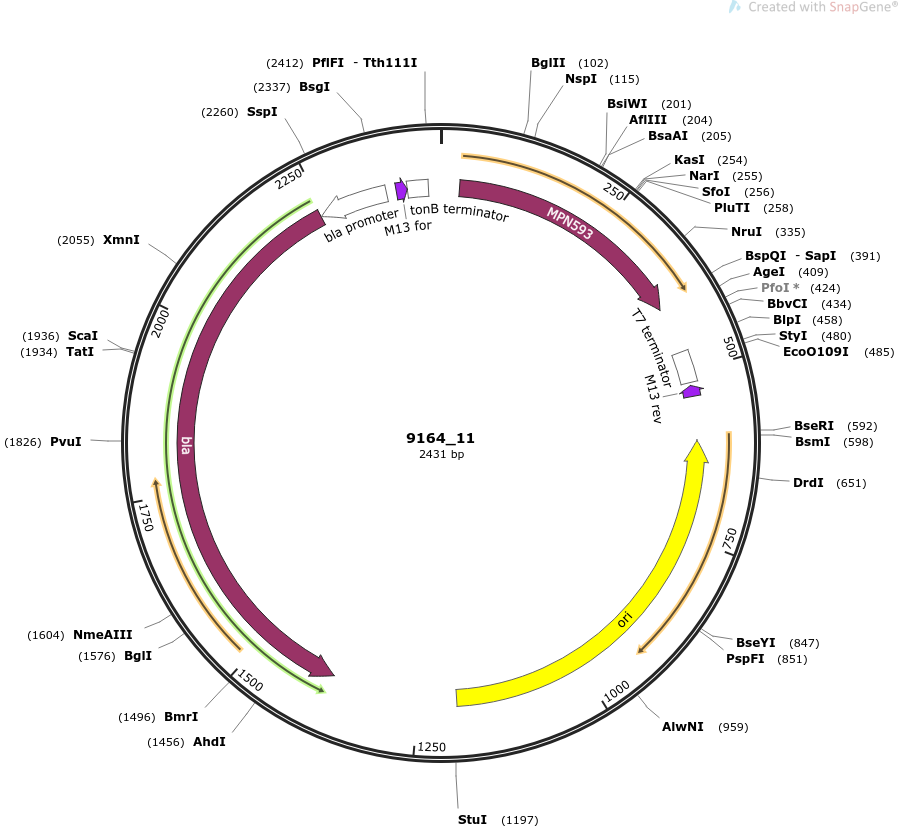 Created with SnapGene®
(2412) PflFI - Tth111I
(2337) BsgI
(2260) SspI
BglII (102)
NspI (115)
BsiWI (201)
AflIII (204)
BsaAI (205)
KasI (254)
NarI (255)
SfoI (256)
PluTI (258)
NruI (335)
BspQI - SapI (391)
AgeI (409)
PfoI * (424)
BbvCI (434)
BlpI (458)
StyI (480)
EcoO109I (485)
BseRI (592)
BsmI (598)
DrdI (651)
BseYI (847)
PspFI (851)
AlwNI (959)
StuI (1197)
(1456) AhdI
(1496) BmrI
(1576) BglI
(1604) NmeAIII
(1826) PvuI
(1934) TatI
(1936) ScaI
(2055) XmnI
250
500
750
1000
1250
1500
1750
2000
2250
bla promoter
M13 for
tonB terminator
MPN593
T7 terminator
M13 rev
ori
bla
9164_11
2431 bp